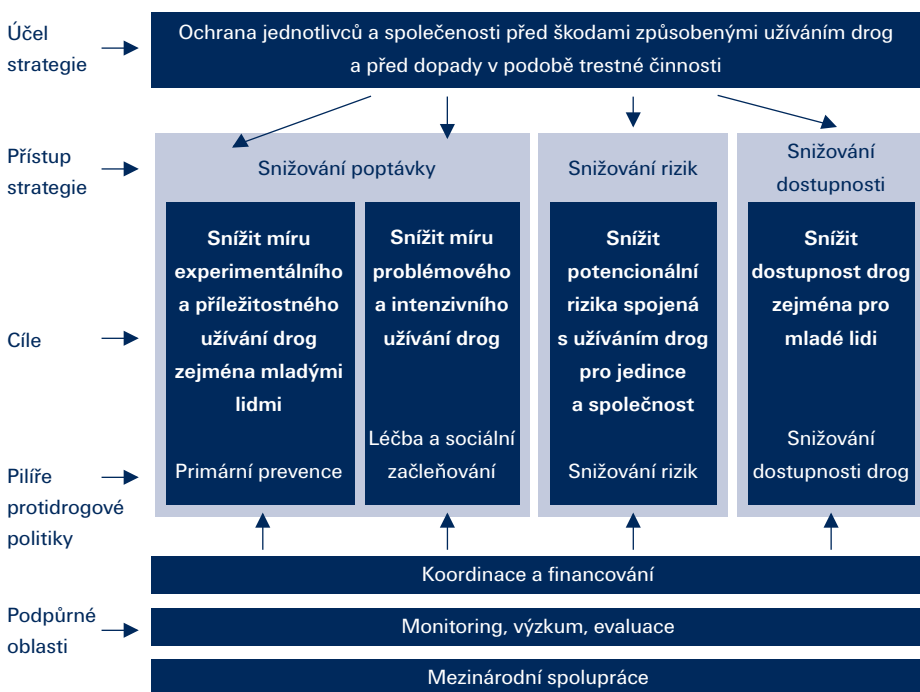 Účel
strategie
Ochrana jednotlivců a společenosti před škodami způsobenými užíváním drog
a před dopady v podobě trestné činnosti
Přístup
strategie
Snižování poptávky
Snižování rizik
Snižování
dostupnosti
Cíle
Snížit míru
experimentálního
a příležitostného
užívání drog
zejména mladými
lidmi
Snížit míru
problémového
a intenzivního
užívání drog
Snížit
potencionální
rizika spojená
s užíváním drog
pro jedince
a společnost
Snížit
dostupnost drog
zejména pro
mladé lidi
Pilíře
protidrogové
politiky
Primární prevence
Léčba a sociální
začleňování
Snižování rizik
Snižování
dostupnosti drog
Podpůrné
oblasti
Koordinace a financování
Monitoring, výzkum, evaluace
Mezinárodní spolupráce